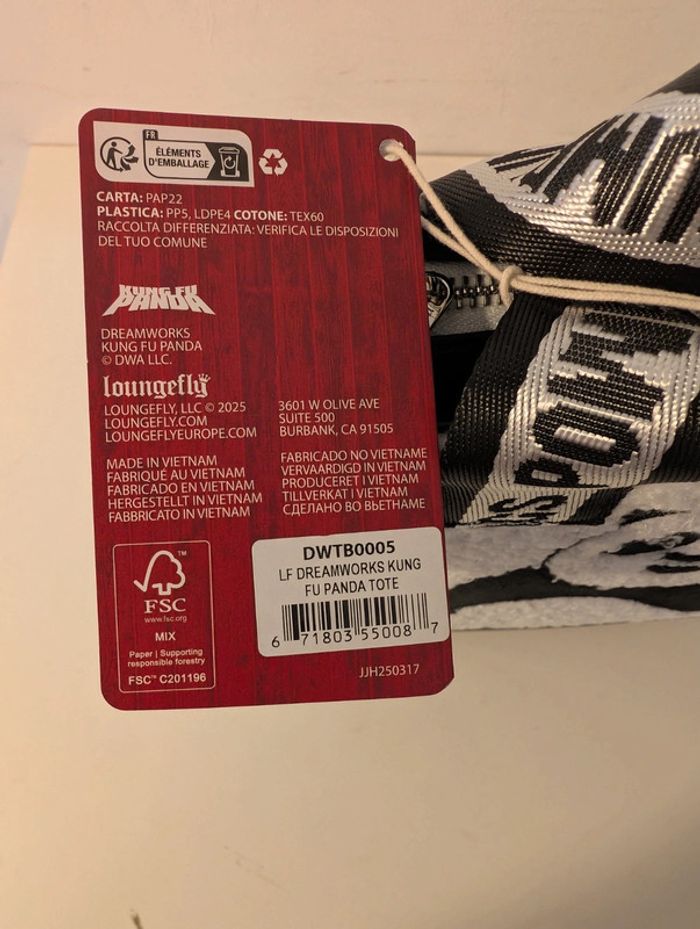 FR
ÉLÉMENTS
D'EMBALLAGE
CARTA: PAP22
PLASTICA: PP5, LDPE4 COTONE: TEX60
RACCOLTA DIFFERENZIATA: VERIFICA LE DISPOSIZIONI
DEL TUO COMUNE
KUNG FU
PANDA
DREAMWORKS
KUNG FU PANDA
© DWA LLC.
loungefly
LOUNGEFLY, LLC © 2025
LOUNGEFLY.COM
LOUNGEFLYEUROPE.COM
3601 W OLIVE AVE
SUITE 500
BURBANK, CA 91505
MADE IN VIETNAM
FABRIQUÉ AU VIETNAM
FABRICADO EN VIETNAM
HERGESTELLT IN VIETNAM
FABBRICATO IN VIETNAM
FABRICADO NO VIETNAME
VERVAARDIGD IN VIETNAM
PRODUCERET I VIETNAM
TILLVERKAT I VIETNAM
СДЕЛАНО ВО ВЬЕТНАМЕ
FSC
™
www.fsc.org
MIX
Paper | Supporting
responsible forestry
FSC™ C201196
DWTB0005
LF DREAMWORKS KUNG
FU PANDA TOTE
6 71803 55008 7
JJH250317